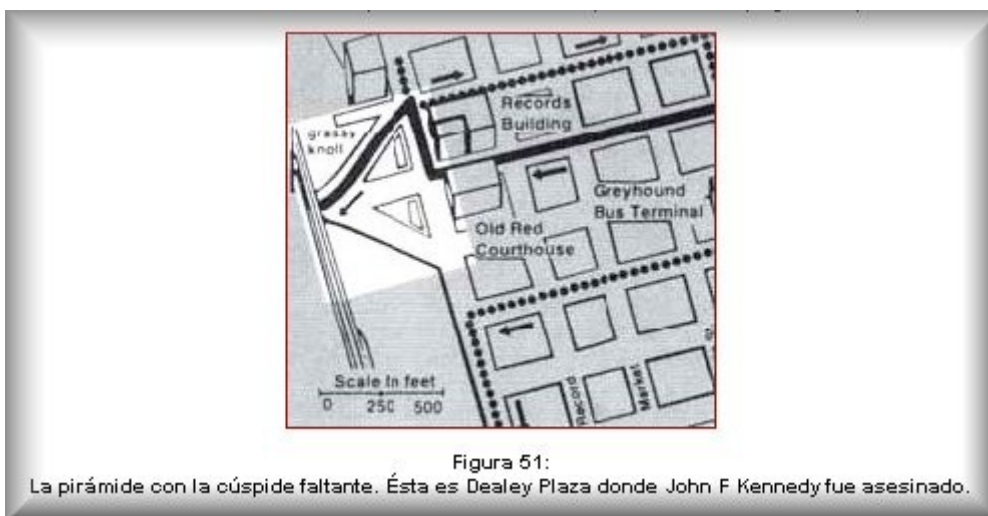 grassy
knoll
Records
Building
Greyhound
Bus Terminal
Old Red
Courthouse
Scale In feet
0 250 500
Record
Market
Figura 51:
La pirámide con la cúspide faltante. Ésta es Dealey Plaza donde John F Kennedy fue asesinado.